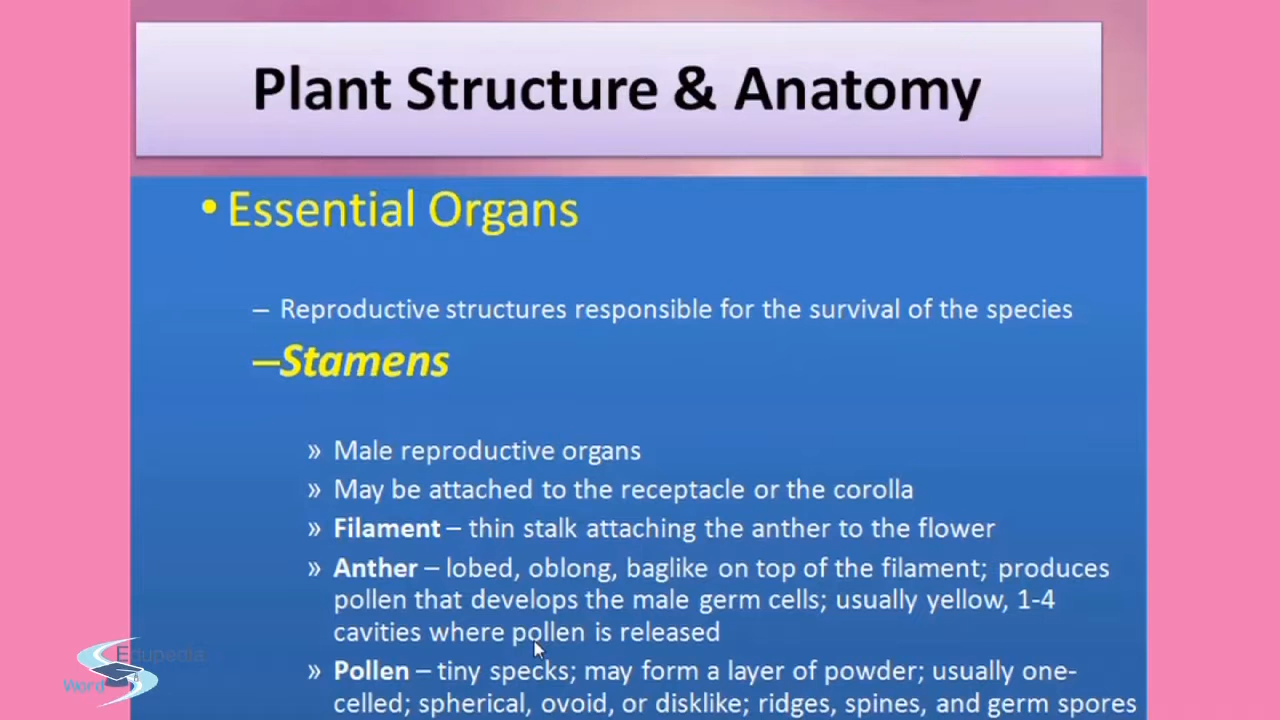 Plant Structure & Anatomy
• Essential Organs
– Reproductive structures responsible for the survival of the species
–Stamens
» Male reproductive organs
» May be attached to the receptacle or the corolla
» Filament – thin stalk attaching the anther to the flower
» Anther – lobed, oblong, baglike on top of the filament; produces
pollen that develops the male germ cells; usually yellow, 1-4
cavities where pollen is released
» Pollen – tiny specks; may form a layer of powder; usually one-
celled; spherical, ovoid, or disklike; ridges, spines, and germ spores
Edupedia
Word